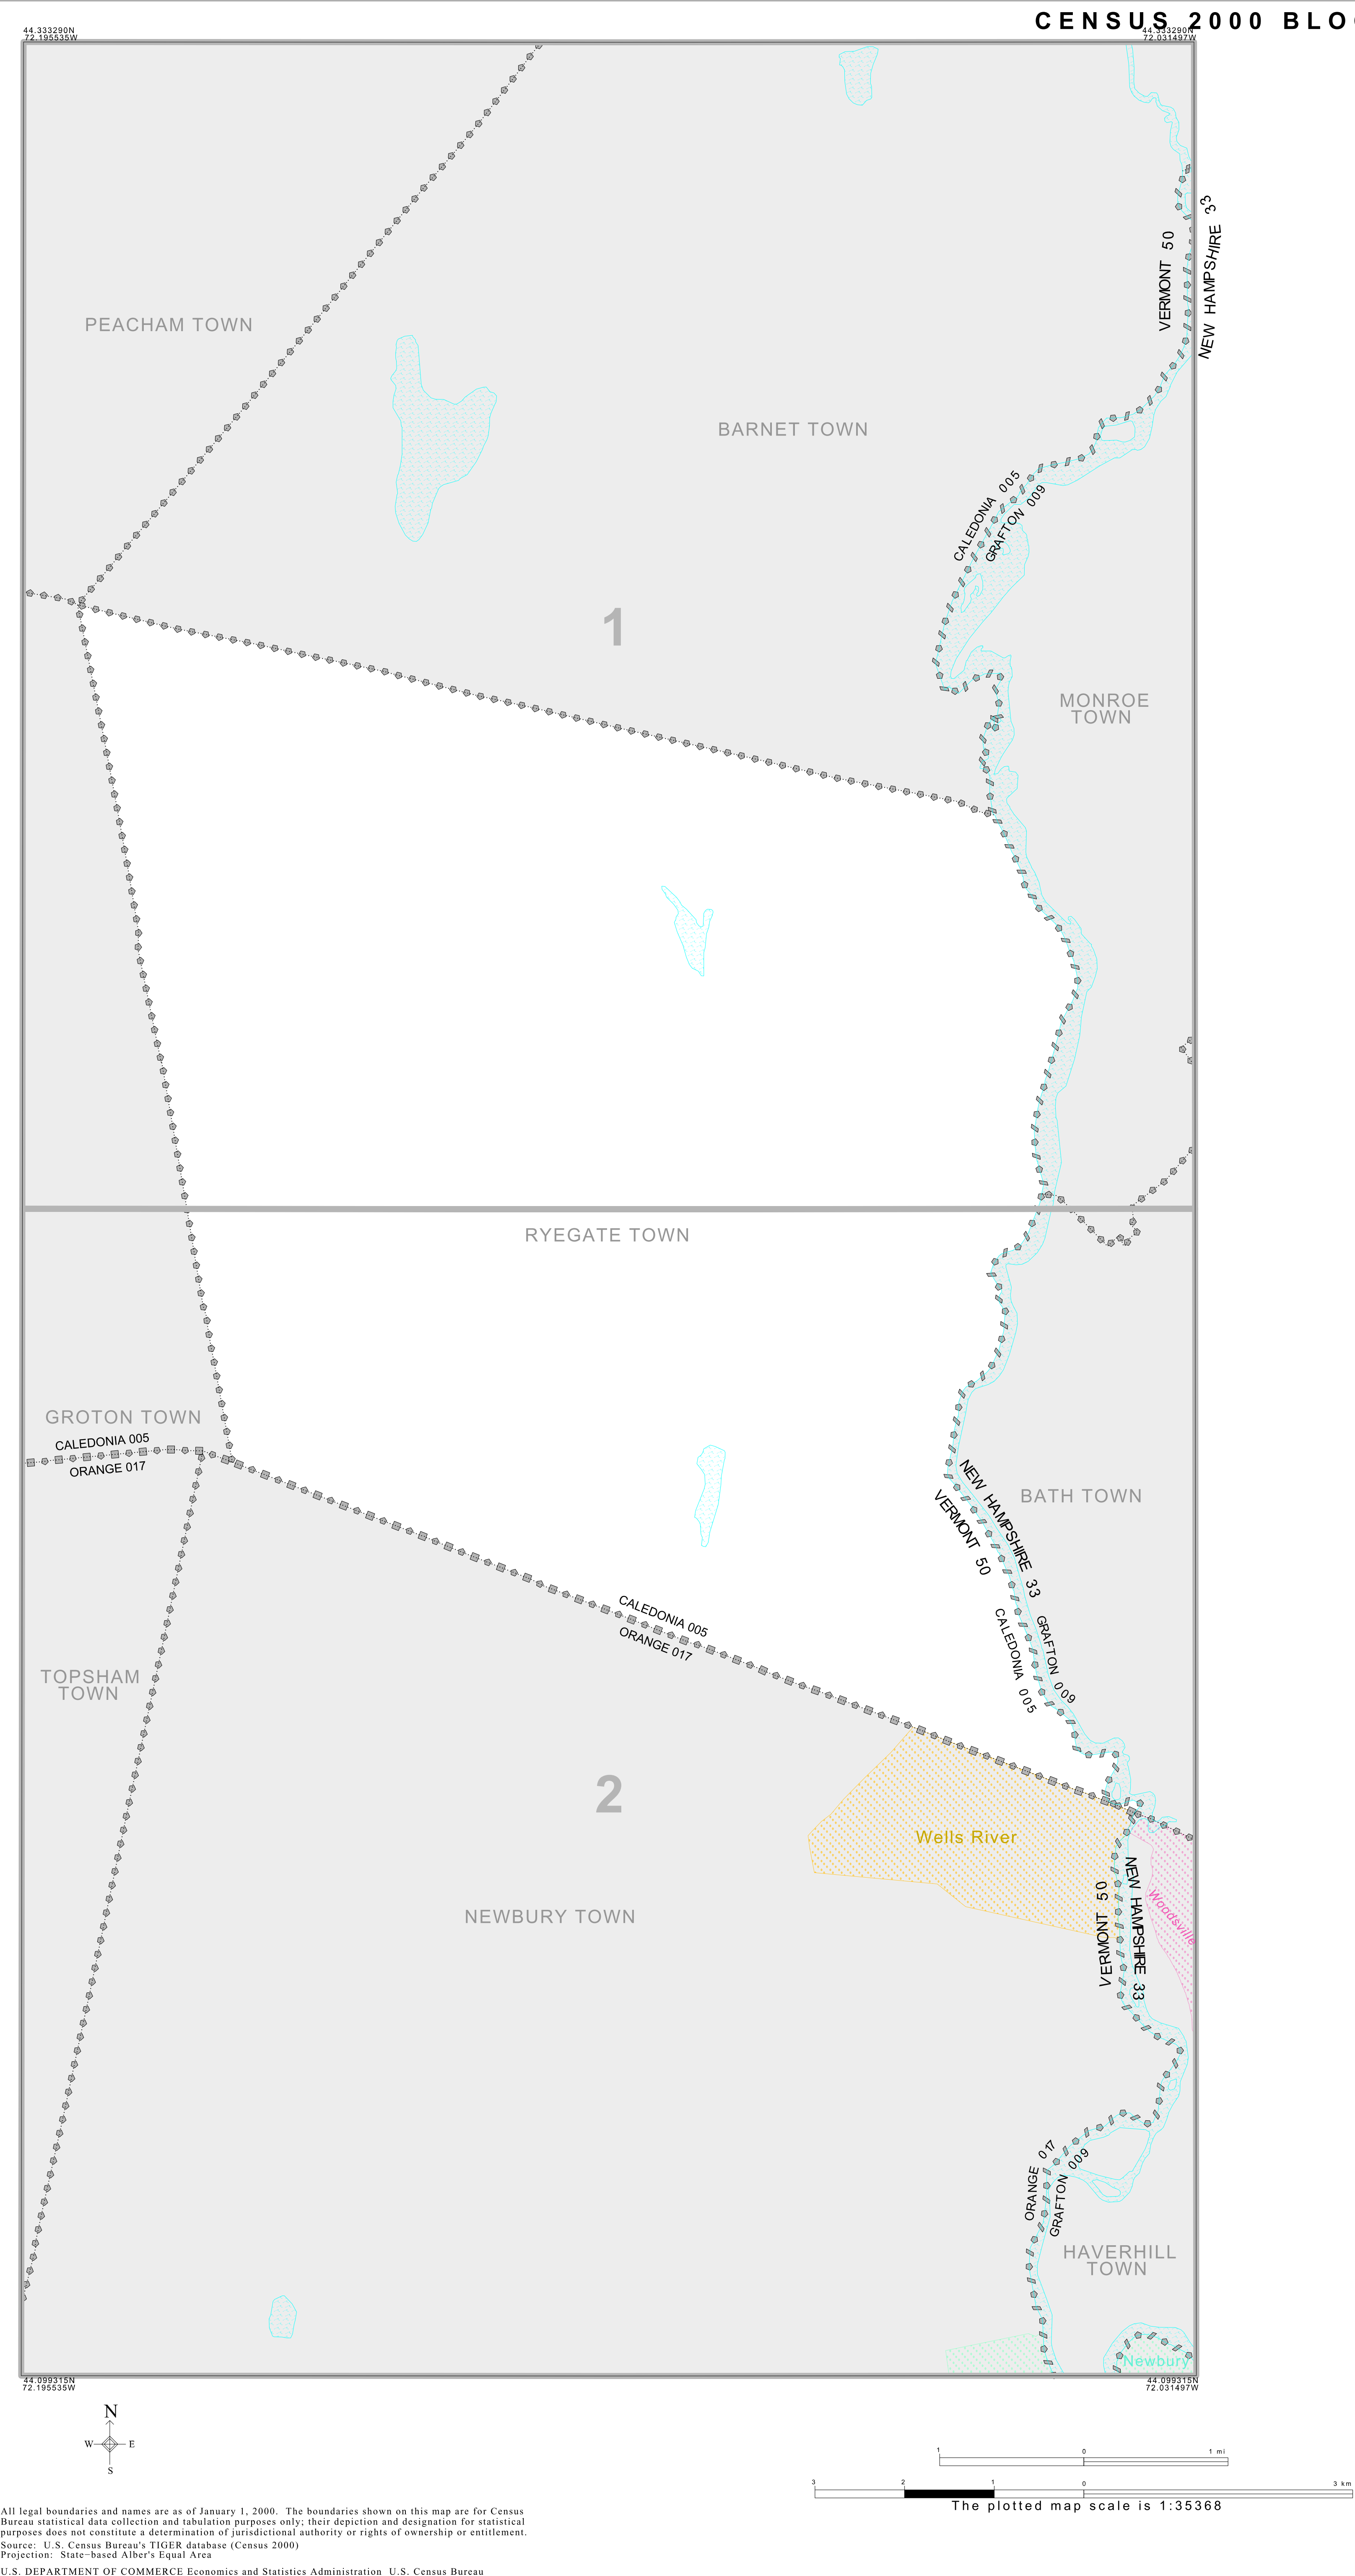 CENSUS 2000 BLO
44.333290N
72.195535W
44.333290N
72.031497W
VERMONT 50
NEW HAMPSHIRE 33
PEACHAM TOWN
BARNET TOWN
CALEDONIA 005
GRAFTON 009
1
MONROE
TOWN
RYEGATE TOWN
GROTON TOWN
CALEDONIA 005
ORANGE 017
NEW HAMPSHIRE 33
VERMONT 50
BATH TOWN
CALEDONIA 005
ORANGE 017
CALEDONIA 005
GRAFTON 009
TOPSHAM
TOWN
2
Wells River
NEWBURY TOWN
VERMONT 50
NEW HAMPSHIRE 33
Woodsville
ORANGE 017
GRAFTON 009
HAVERHILL
TOWN
Newbury
44.099315N
72.195535W
44.099315N
72.031497W
N
W E
S
1 0 1 mi
3 2 1 0 3 km
The plotted map scale is 1:35368
All legal boundaries and names are as of January 1, 2000. The boundaries shown on this map are for Census
Bureau statistical data collection and tabulation purposes only; their depiction and designation for statistical
purposes does not constitute a determination of jurisdictional authority or rights of ownership or entitlement.
Source: U.S. Census Bureau's TIGER database (Census 2000)
Projection: State-based Alber's Equal Area
U.S. DEPARTMENT OF COMMERCE Economics and Statistics Administration U.S. Census Bureau